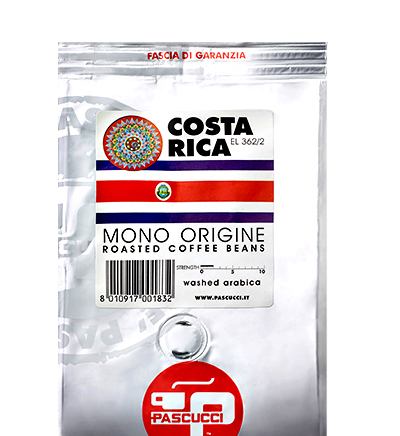 FASCIA DI GARANZIA
COSTA
RICA EL 362/2
MONO ORIGINE
ROASTED COFFEE BEANS
STRENGTH 0 5 10
washed arabica
8 010917 001832
WWW.PASCUCCI.IT
PASCUCCI